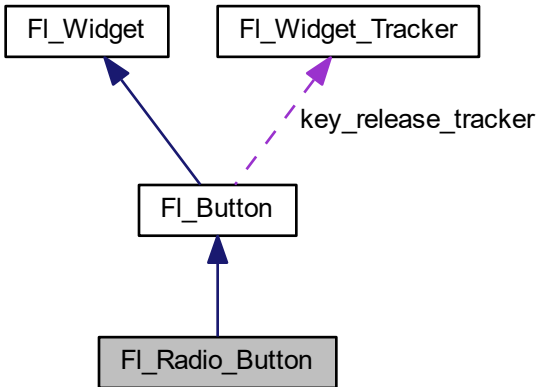 Fl_Widget
Fl_Widget_Tracker
key_release_tracker
Fl_Button
Fl_Radio_Button